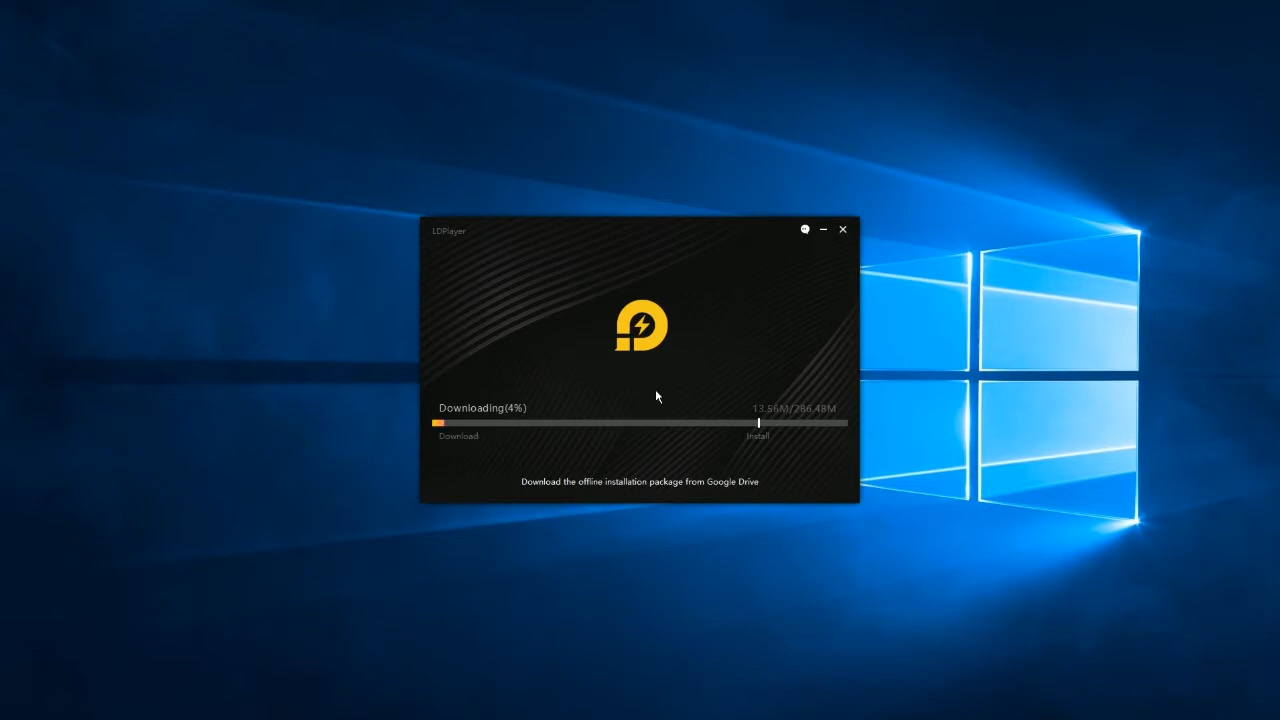 LDPlayer
Downloading(4%)
13.56M/286.48M
Download
Install
Download the offline installation package from Google Drive